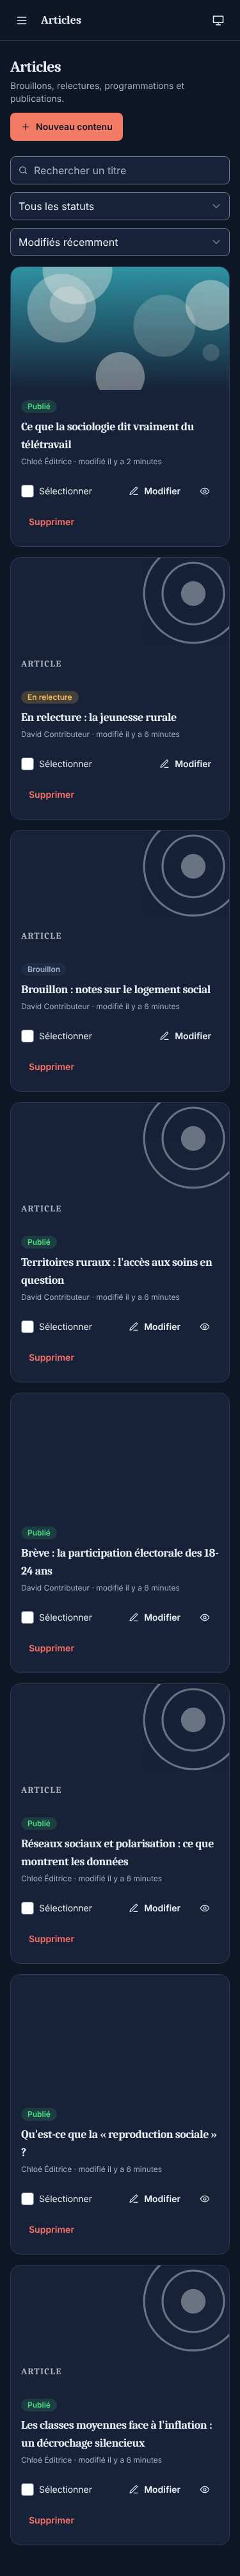 Articles
Articles
Brouillons, relectures, programmations et
publications.
Nouveau contenu
Rechercher un titre
Tous les statuts
Modifiés récemment
Publié
Ce que la sociologie dit vraiment du
télétravail
Chloé Éditrice · modifié il y a 2 minutes
Sélectionner
Modifier
Supprimer
ARTICLE
En relecture
En relecture : la jeunesse rurale
David Contributeur · modifié il y a 6 minutes
Sélectionner
Modifier
Supprimer
ARTICLE
Brouillon
Brouillon : notes sur le logement social
David Contributeur · modifié il y a 6 minutes
Sélectionner
Modifier
Supprimer
ARTICLE
Publié
Territoires ruraux : l'accès aux soins en
question
David Contributeur · modifié il y a 6 minutes
Sélectionner
Modifier
Supprimer
Publié
Brève : la participation électorale des 18-
24 ans
David Contributeur · modifié il y a 6 minutes
Sélectionner
Modifier
Supprimer
ARTICLE
Publié
Réseaux sociaux et polarisation : ce que
montrent les données
Chloé Éditrice · modifié il y a 6 minutes
Sélectionner
Modifier
Supprimer
Publié
Qu'est-ce que la « reproduction sociale »
?
Chloé Éditrice · modifié il y a 6 minutes
Sélectionner
Modifier
Supprimer
ARTICLE
Publié
Les classes moyennes face à l'inflation :
un décrochage silencieux
Chloé Éditrice · modifié il y a 6 minutes
Sélectionner
Modifier
Supprimer